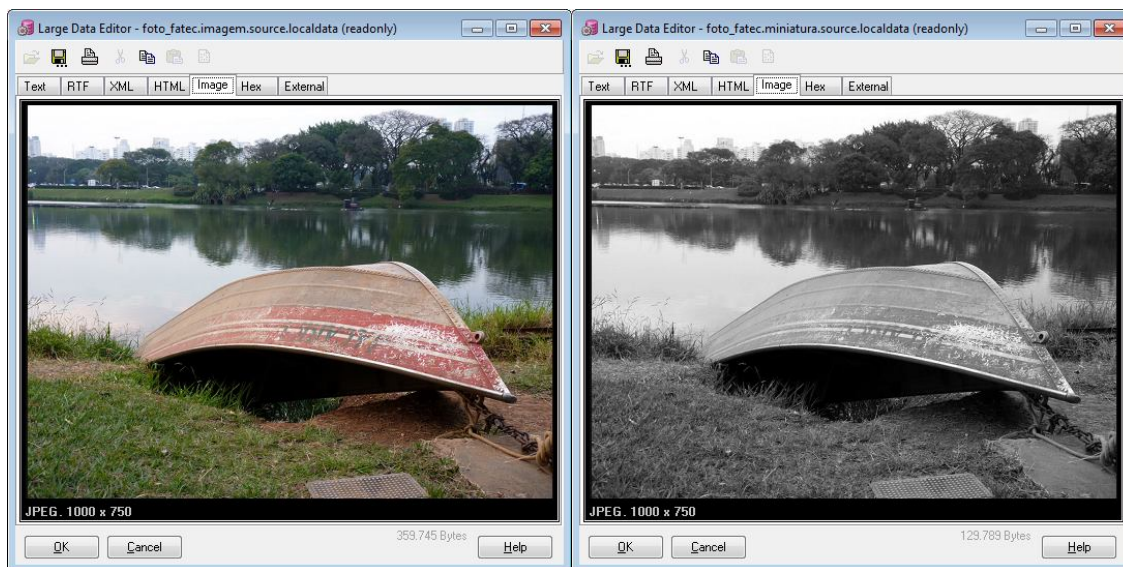 Large Data Editor - foto_fatec.imagem.source.localdata (readonly)
Text RTF XML HTML Image Hex External
JPEG. 1000 x 750
359.745 Bytes
OK Cancel Help
Large Data Editor - foto_fatec.miniatura.source.localdata (readonly)
Text RTF XML HTML Image Hex External
JPEG. 1000 x 750
129.789 Bytes
OK Cancel Help